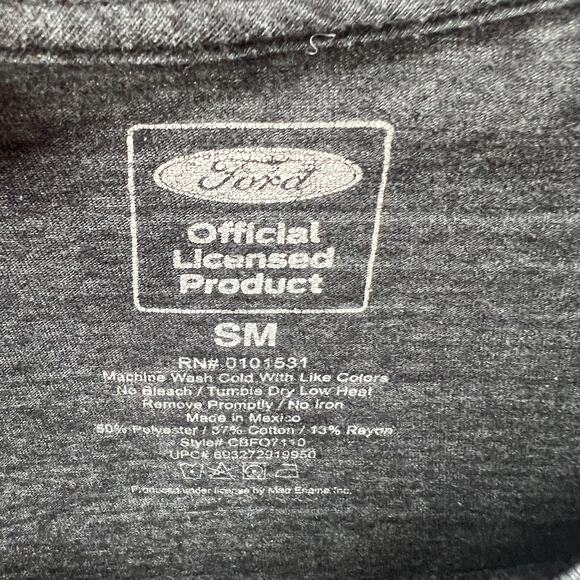 Ford
Official
Licensed
Product
SM
RN# 0101531
Machine Wash Cold With Like Colors
No Bleach / Tumble Dry Low Heat
Remove Promptly / No Iron
Made in Mexico
50% Polyester / 37% Cotton / 13% Rayon
Style# CBFO7110
UPC# 693272919950
Produced under license by Mad Engine Inc.